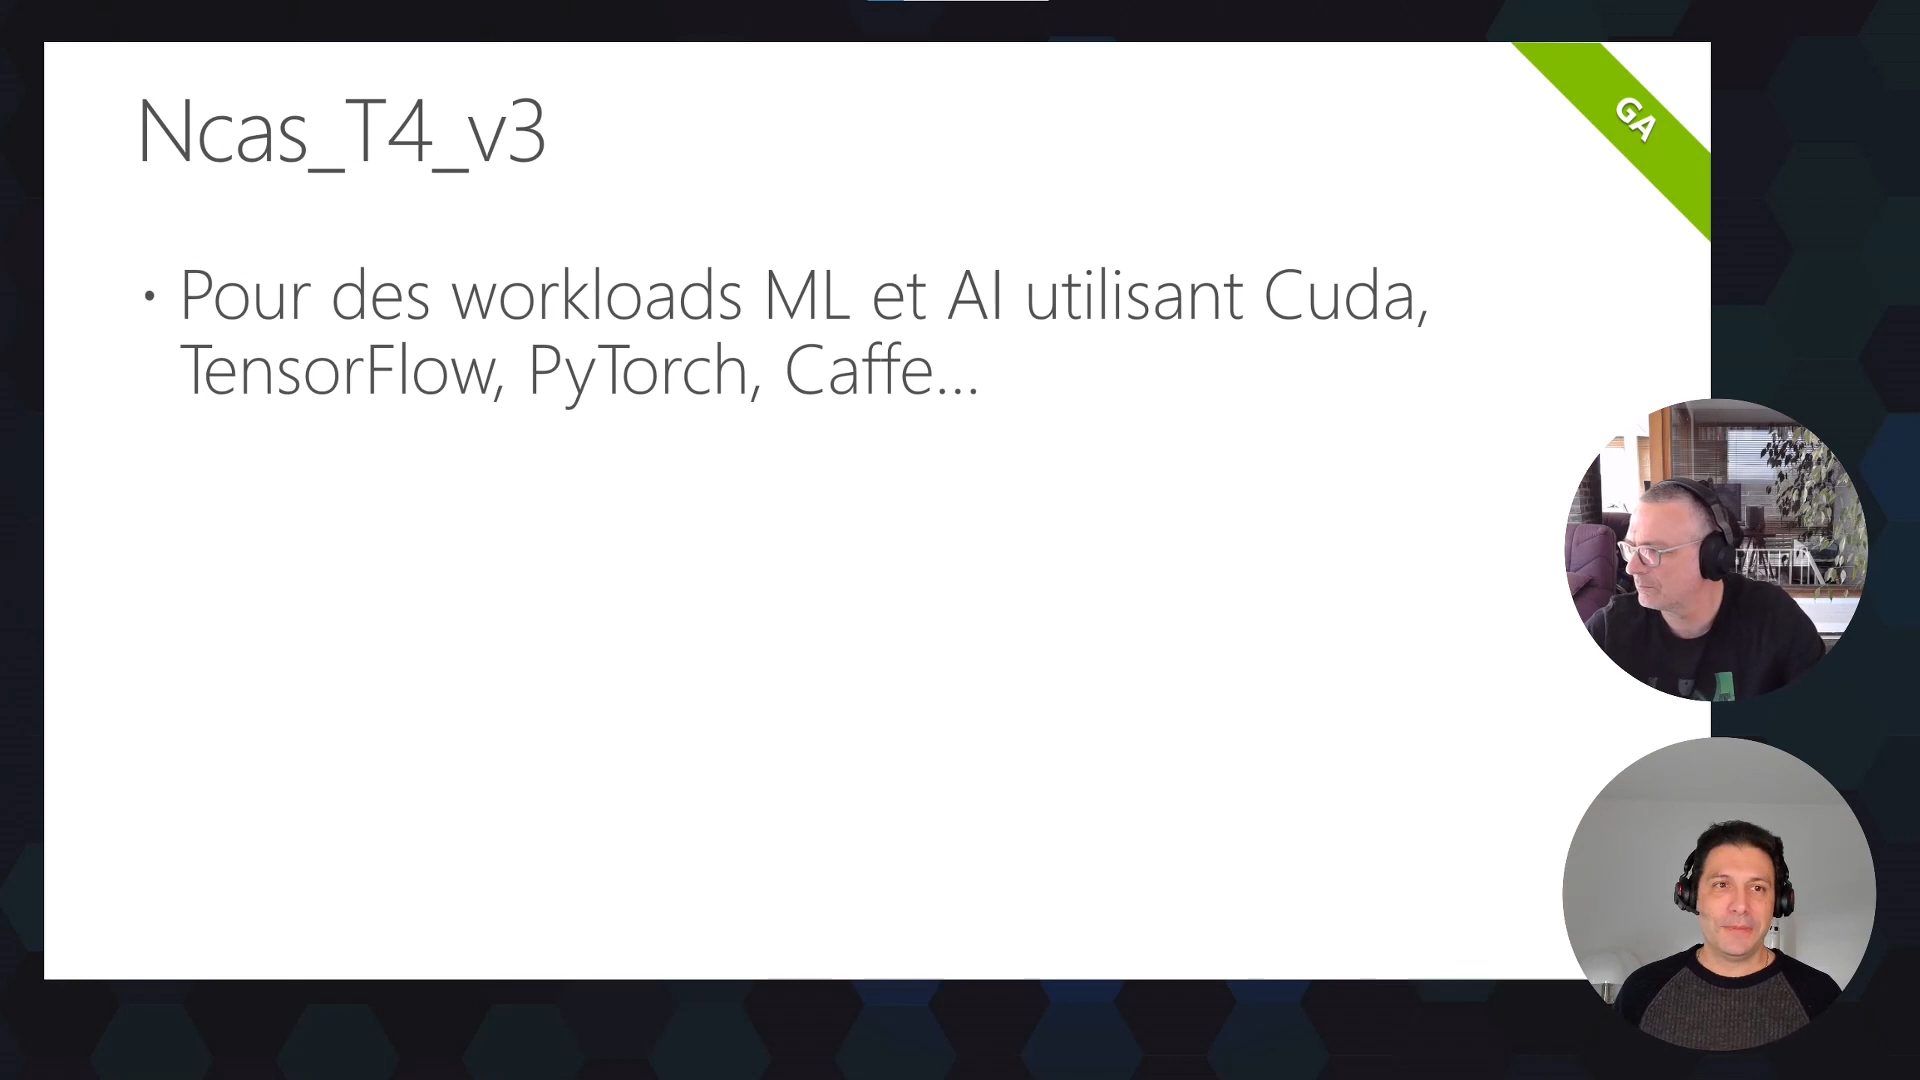 Ncas_T4_v3
GA
• Pour des workloads ML et AI utilisant Cuda,
TensorFlow, PyTorch, Caffe...